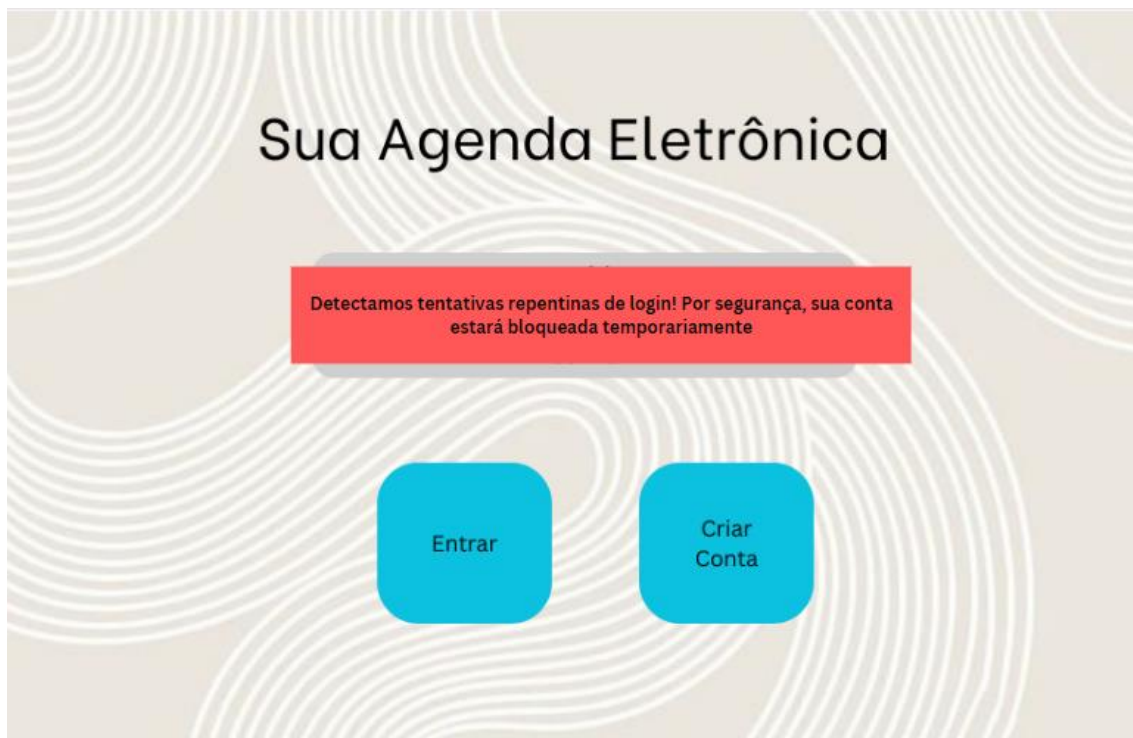 Sua Agenda Eletrônica
Detectamos tentativas repentinas de login! Por segurança, sua conta
estará bloqueada temporariamente
Entrar
Criar
Conta